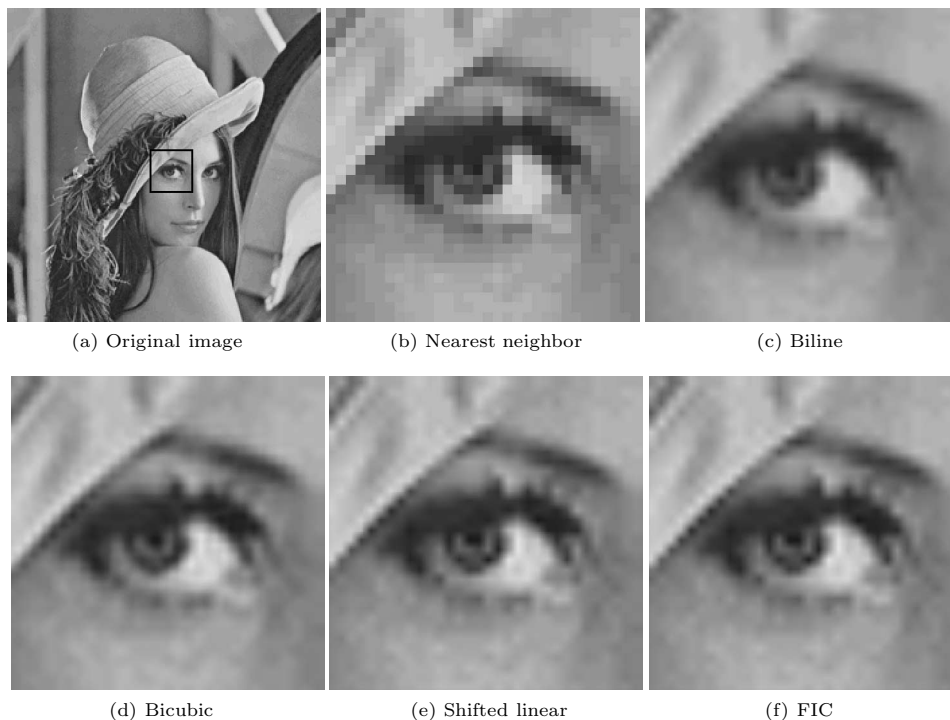 (a) Original image
(b) Nearest neighbor
(c) Biline
(d) Bicubic
(e) Shifted linear
(f) FIC